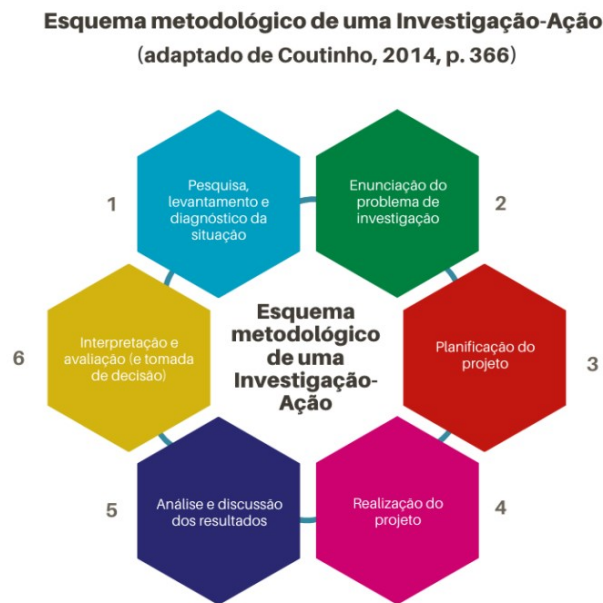 Esquema metodológico de uma Investigação-Ação
(adaptado de Coutinho, 2014, p. 366)
1
Pesquisa,
levantamento e
diagnóstico da
situação
Enunciação do
problema de
investigação
2
Planificação do
projeto
3
Realização do
projeto
4
5
Análise e discussão
dos resultados
6
Interpretação e
avaliação (e tomada
de decisão)
Esquema
metodológico
de uma
Investigação-
Ação